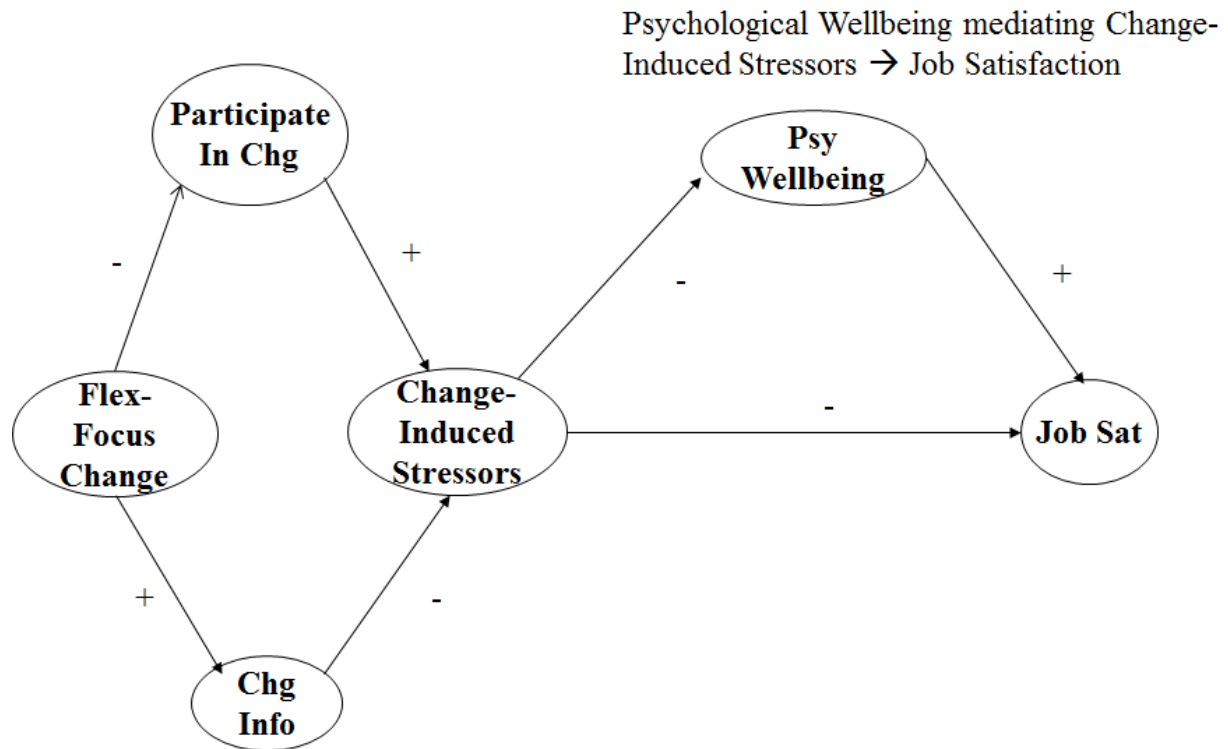 Psychological Wellbeing mediating Change-
Induced Stressors → Job Satisfaction
Participate
In Chg
Psy
Wellbeing
-
+
-
+
Flex-
Focus
Change
Change-
Induced
Stressors
-
Job Sat
+
-
Chg
Info